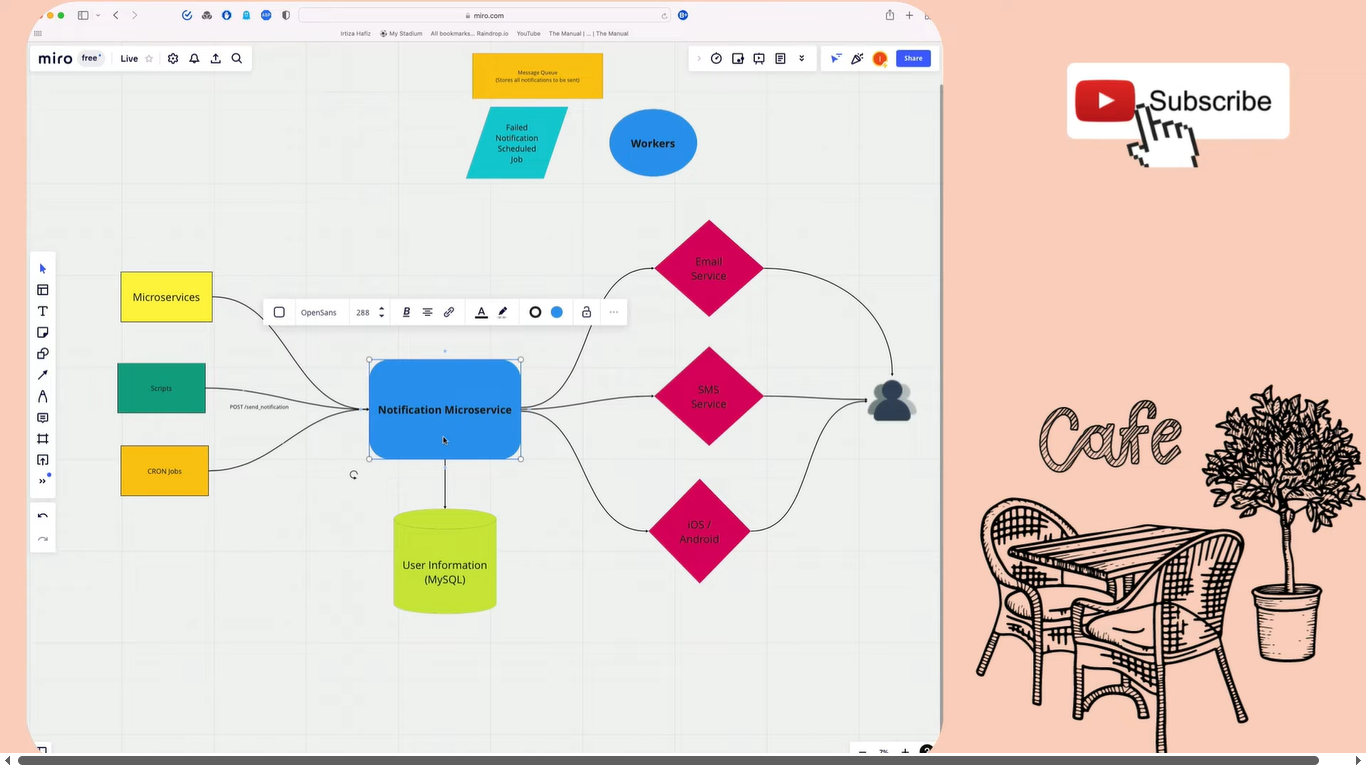 miro.com
Irtiza Hafiz
My Stadium
All bookmarks... Raindrop.io
YouTube
The Manual | ... | The Manual
miro
free
Live
Share
Message Queue
(Stores all notifications to be sent)
Failed
Notification
Scheduled
Job
Workers
Subscribe
Email
Service
Microservices
OpenSans
288
B
A
Scripts
POST /send_notification
Notification Microservice
SMS
Service
CRON Jobs
iOS /
Android
User Information
(MySQL)
Cafe
7%